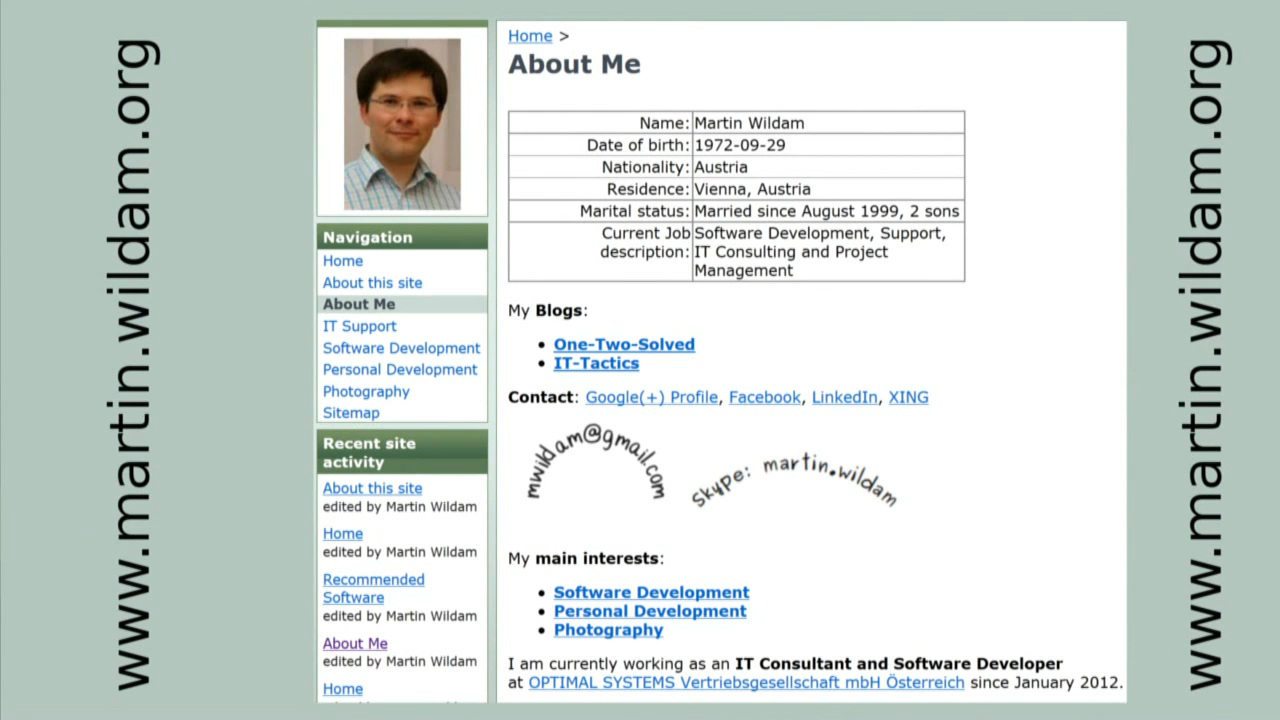 www.martin.wildam.org
Navigation
Home
About this site
About Me
IT Support
Software Development
Personal Development
Photography
Sitemap
Recent site
activity
About this site
edited by Martin Wildam
Home
edited by Martin Wildam
Recommended
Software
edited by Martin Wildam
About Me
edited by Martin Wildam
Home
Home >
About Me
Name: Martin Wildam
Date of birth: 1972-09-29
Nationality: Austria
Residence: Vienna, Austria
Marital status: Married since August 1999, 2 sons
Current Job description: Software Development, Support,
IT Consulting and Project
Management
My Blogs:
• One-Two-Solved
• IT-Tactics
Contact: Google(+) Profile, Facebook, LinkedIn, XING
mwildam@gmail.com
Skype: martin.wildam
My main interests:
• Software Development
• Personal Development
• Photography
I am currently working as an IT Consultant and Software Developer
at OPTIMAL SYSTEMS Vertriebsgesellschaft mbH Österreich since January 2012.
www.martin.wildam.org